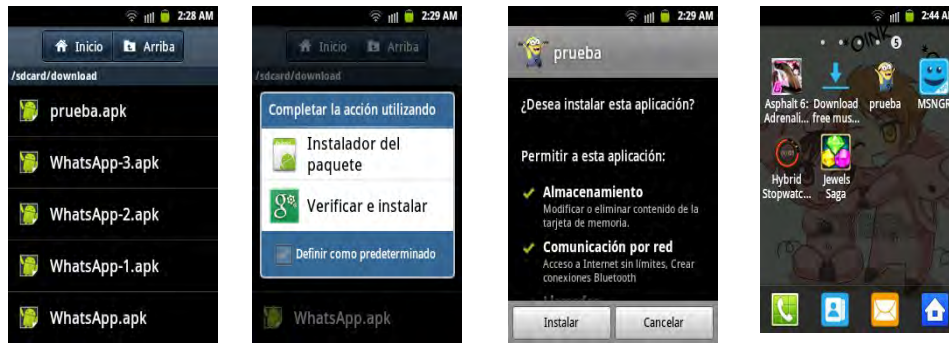 2:28 AM
Inicio Arriba
/sdcard/download
prueba.apk
WhatsApp-3.apk
WhatsApp-2.apk
WhatsApp-1.apk
WhatsApp.apk
2:29 AM
Inicio Arriba
/sdcard/download
Completar la acción utilizando
Instalador del
paquete
Verificar e instalar
Definir como predeterminado
WhatsApp.apk
2:29 AM
prueba
¿Desea instalar esta aplicación?
Permitir a esta aplicación:
Almacenamiento
Modificar o eliminar contenido de la
tarjeta de memoria.
Comunicación por red
Acceso a Internet sin límites, Crear
conexiones Bluetooth
Instalar Cancelar
2:44 AM
OINK
5
Asphalt 6: Download prueba MSNGR
Adrenali... free mus...
Hybrid Jewels
Stopwatc... Saga